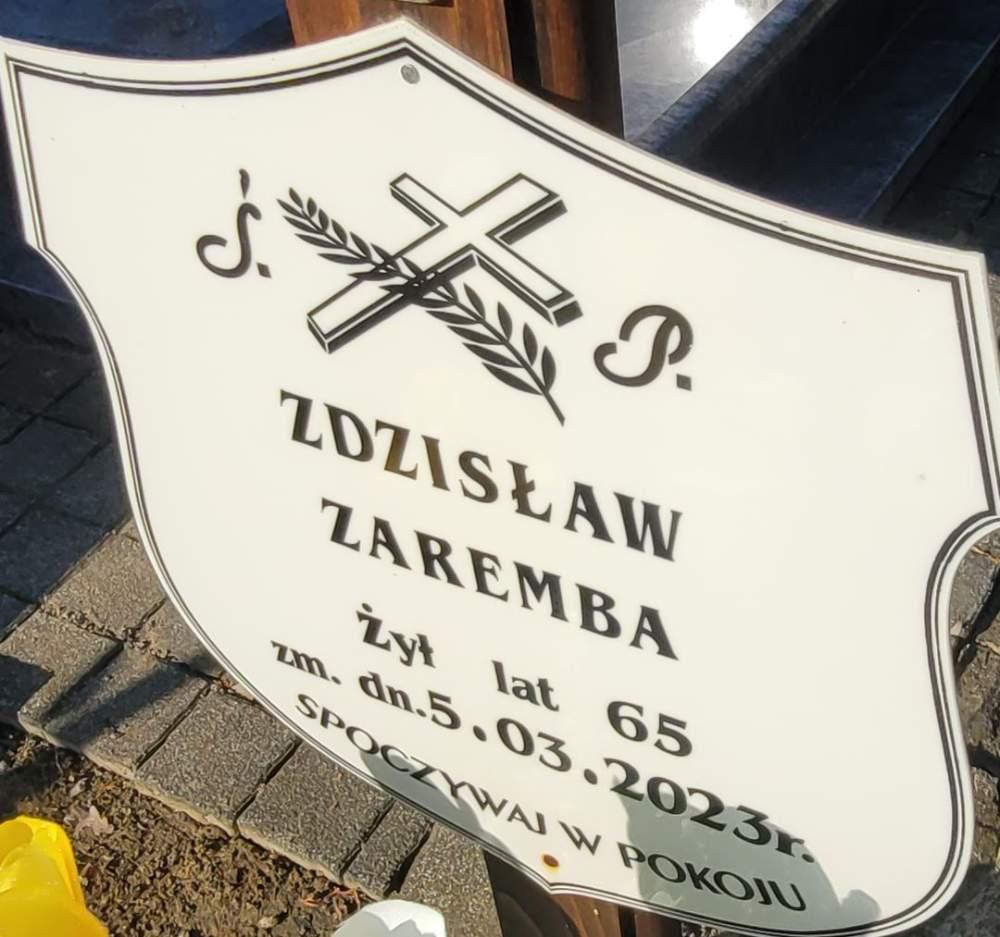 Ś. P.
ZDZISŁAW
ZAREMBA
Żył lat 65
zm. dn. 5.03.2023r.
SPOCZYWAJ W POKOJU